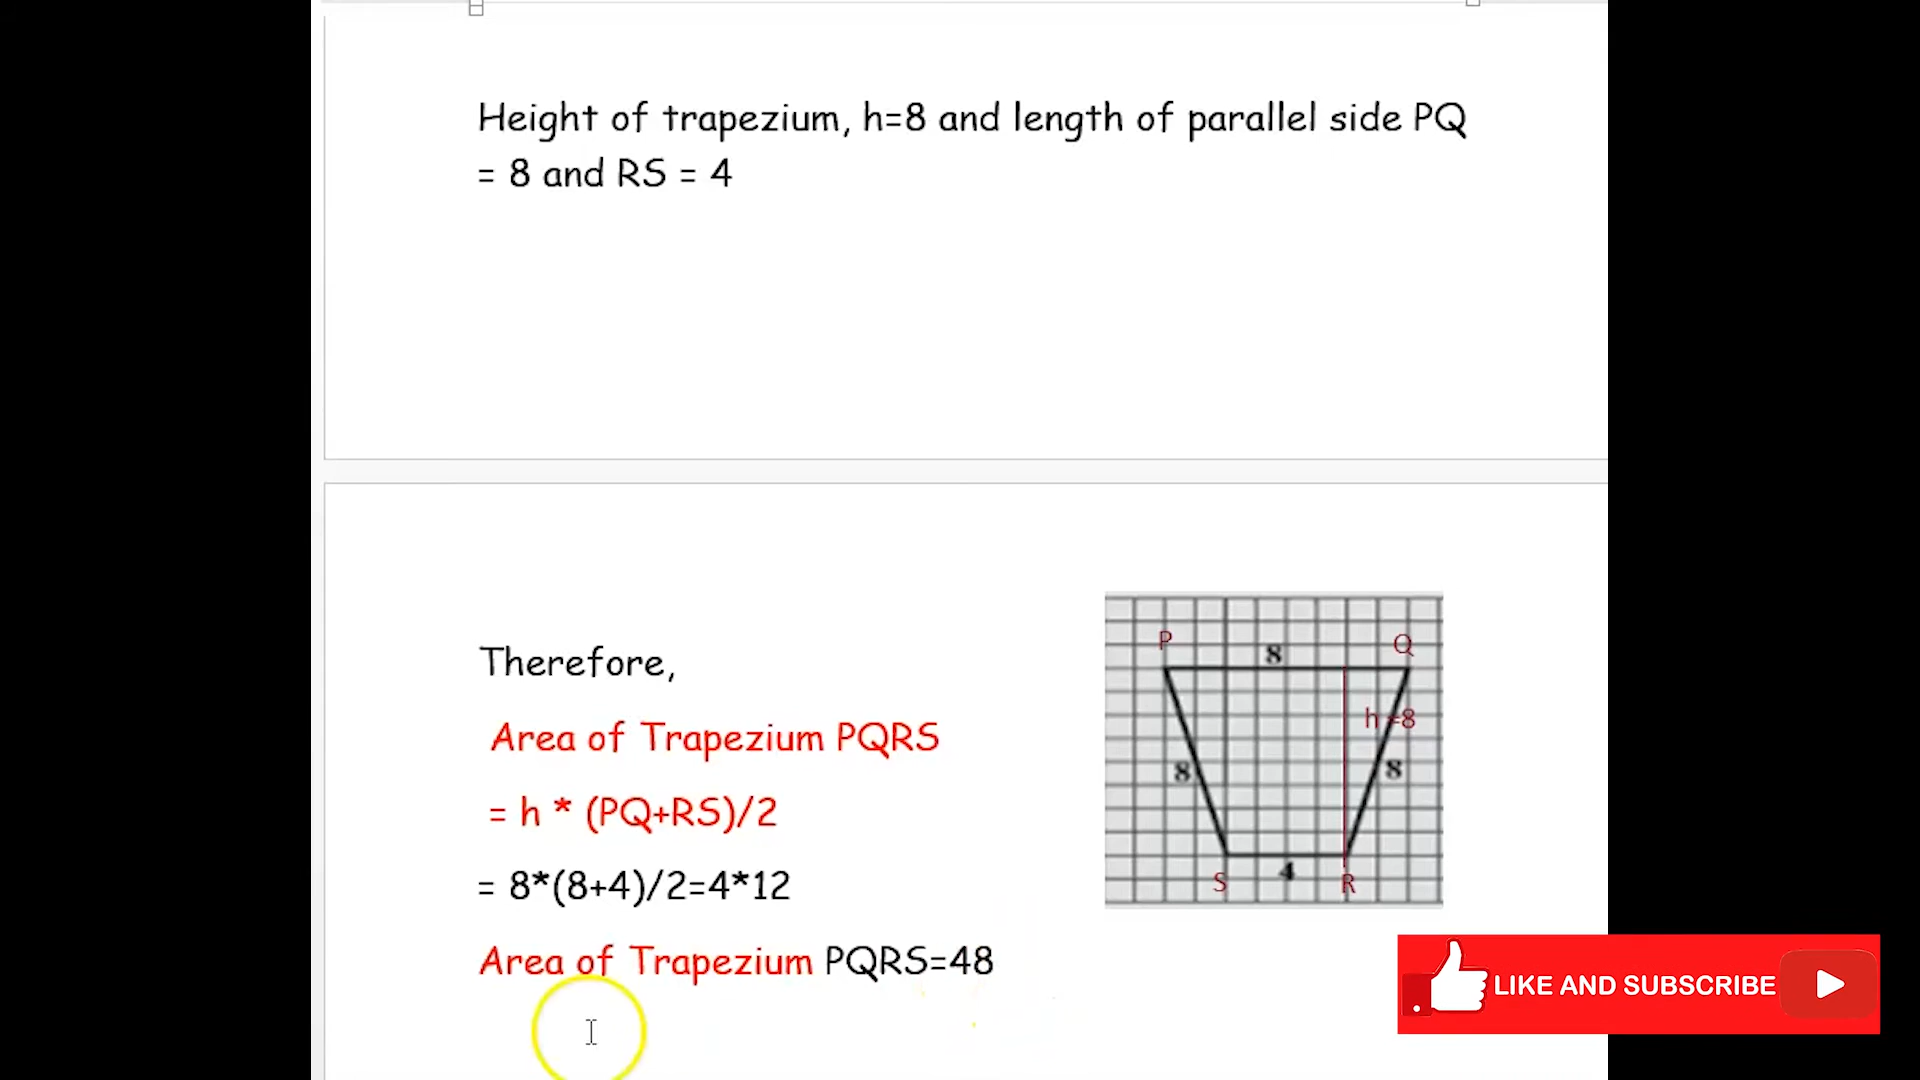 Height of trapezium, h=8 and length of parallel side PQ
= 8 and RS = 4
Therefore,
Area of Trapezium PQRS
= h * (PQ+RS)/2
= 8*(8+4)/2=4*12
Area of Trapezium PQRS=48
P
Q
8
h =8
8
8
S
4
R
LIKE AND SUBSCRIBE